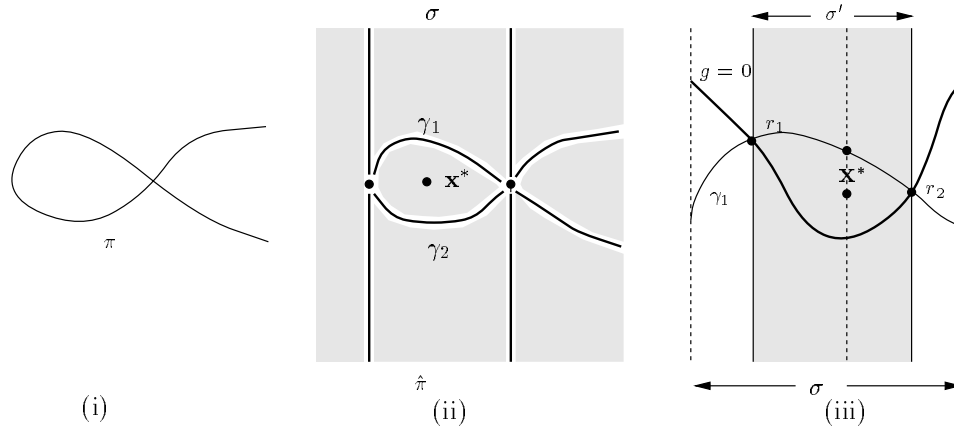 π
(i)
σ
γ₁
x*
γ₂
π̂
(ii)
σ′
g = 0
r₁
x*
γ₁
r₂
σ
(iii)